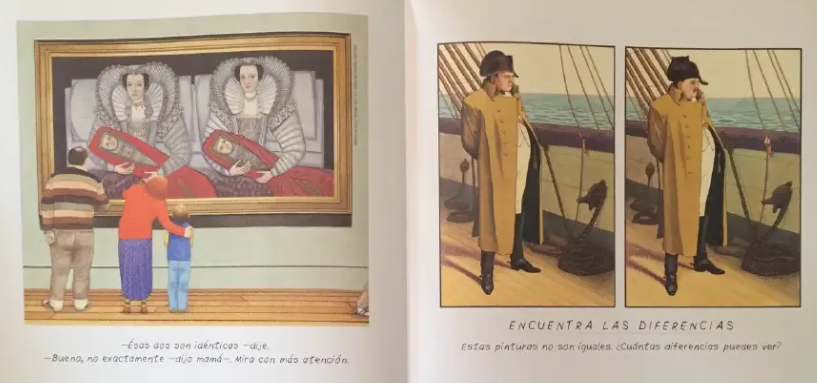 —Esas dos son idénticas —dije.
—Bueno, no exactamente —dijo mamá—. Mira con más atención.
ENCUENTRA LAS DIFERENCIAS
Estas pinturas no son iguales. ¿Cuántas diferencias puedes ver?